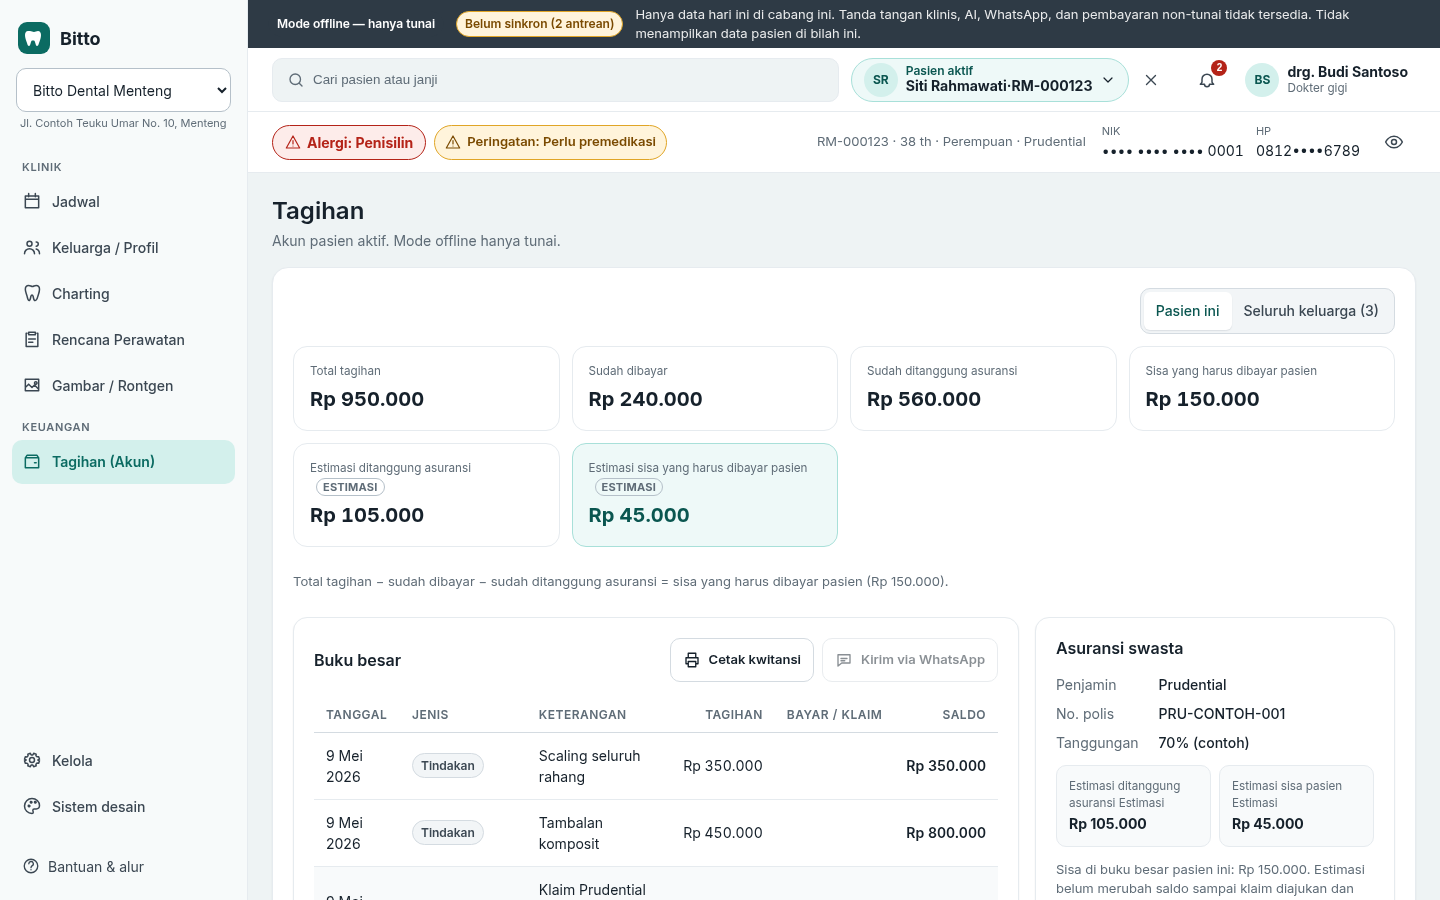 Bitto
Bitto Dental Menteng
Jl. Contoh Teuku Umar No. 10, Menteng
KLINIK
Jadwal
Keluarga / Profil
Charting
Rencana Perawatan
Gambar / Rontgen
KEUANGAN
Tagihan (Akun)
Kelola
Sistem desain
Bantuan & alur
Mode offline — hanya tunai
Belum sinkron (2 antrean)
Hanya data hari ini di cabang ini. Tanda tangan klinis, AI, WhatsApp, dan pembayaran non-tunai tidak tersedia. Tidak
menampilkan data pasien di bilah ini.
Cari pasien atau janji
SR
Pasien aktif
Siti Rahmawati·RM-000123
2
BS
drg. Budi Santoso
Dokter gigi
Alergi: Penisilin
Peringatan: Perlu premedikasi
RM-000123 · 38 th · Perempuan · Prudential
NIK
•••• •••• •••• 0001
HP
0812••••6789
Tagihan
Akun pasien aktif. Mode offline hanya tunai.
Pasien ini
Seluruh keluarga (3)
Total tagihan
Rp 950.000
Sudah dibayar
Rp 240.000
Sudah ditanggung asuransi
Rp 560.000
Sisa yang harus dibayar pasien
Rp 150.000
Estimasi ditanggung asuransi
ESTIMASI
Rp 105.000
Estimasi sisa yang harus dibayar pasien
ESTIMASI
Rp 45.000
Total tagihan − sudah dibayar − sudah ditanggung asuransi = sisa yang harus dibayar pasien (Rp 150.000).
Buku besar
Cetak kwitansi
Kirim via WhatsApp
TANGGAL JENIS KETERANGAN TAGIHAN BAYAR / KLAIM SALDO
9 Mei
2026
Tindakan
Scaling seluruh
rahang
Rp 350.000
Rp 350.000
9 Mei
2026
Tindakan
Tambalan
komposit
Rp 450.000
Rp 800.000
9 Mei
Klaim Prudential
Asuransi swasta
Penjamin Prudential
No. polis PRU-CONTOH-001
Tanggungan 70% (contoh)
Estimasi ditanggung
asuransi Estimasi
Rp 105.000
Estimasi sisa pasien
Estimasi
Rp 45.000
Sisa di buku besar pasien ini: Rp 150.000. Estimasi
belum merubah saldo sampai klaim diajukan dan